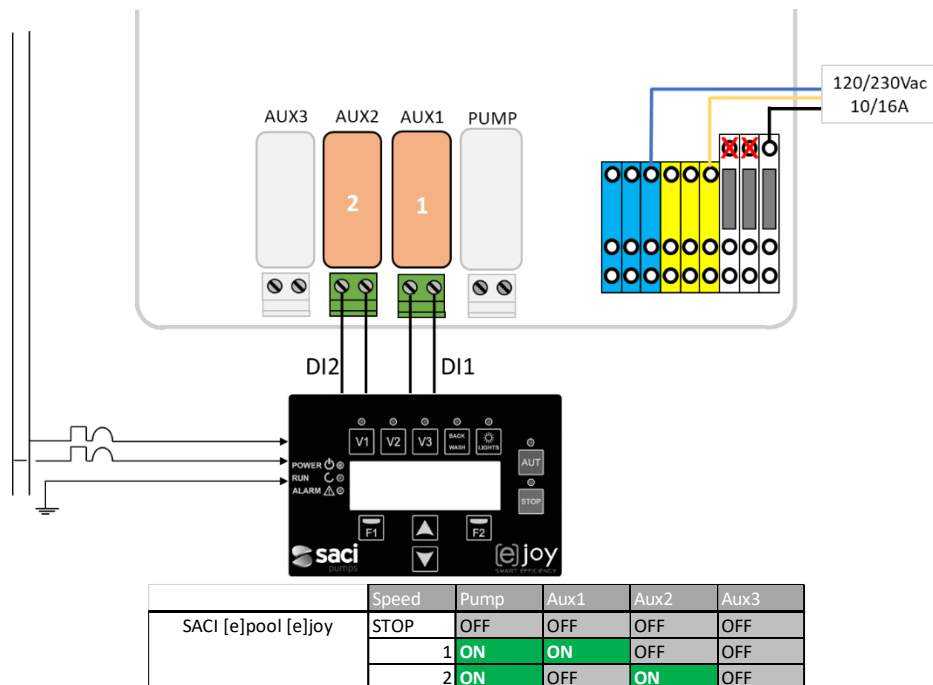 120/230Vac
10/16A
AUX3 AUX2 AUX1 PUMP
2 1
DI2 DI1
V1 V2 V3 BACK WASH LIGHTS
AUT
POWER
RUN
ALARM
STOP
F1 F2
saci
pumps
[e]joy
SMART EFFICIENCY
Speed Pump Aux1 Aux2 Aux3
SACI [e]pool [e]joy STOP OFF OFF OFF OFF
1 ON ON OFF OFF
2 ON OFF ON OFF